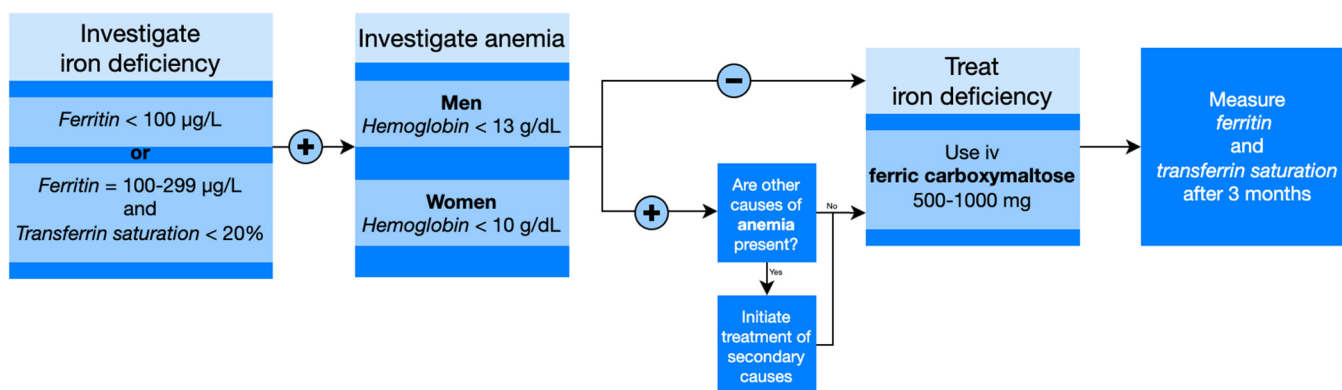 Investigate
iron deficiency
Ferritin < 100 µg/L
or
Ferritin = 100-299 µg/L
and
Transferrin saturation < 20%
+
Investigate anemia
Men
Hemoglobin < 13 g/dL
Women
Hemoglobin < 10 g/dL
−
+
Are other
causes of
anemia
present?
No
Yes
Initiate
treatment of
secondary
causes
Treat
iron deficiency
Use iv
ferric carboxymaltose
500-1000 mg
Measure
ferritin
and
transferrin saturation
after 3 months